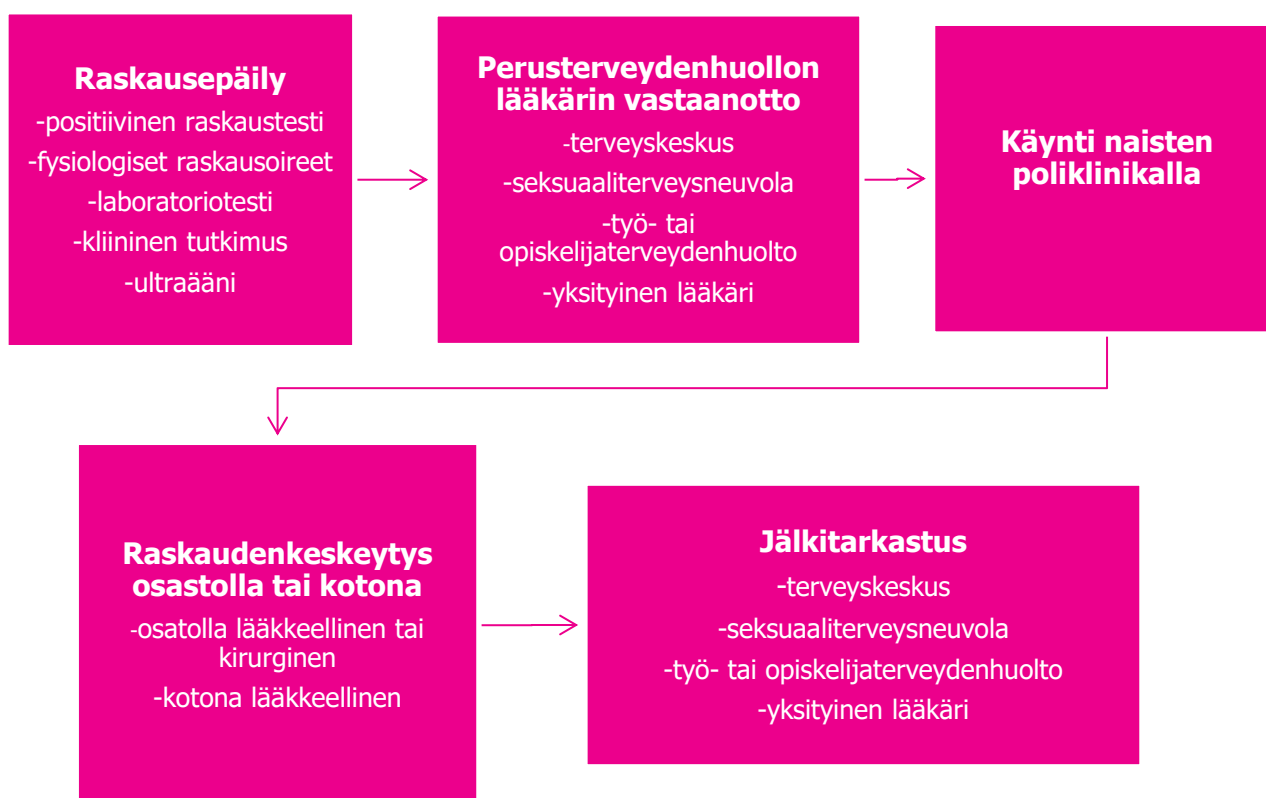 Raskausepäily
-positiivinen raskaustesti
-fysiologiset raskausoireet
-laboratoriotesti
-kliininen tutkimus
-ultraääni
Perusterveydenhuollon
lääkärin vastaanotto
-terveyskeskus
-seksuaaliterveysneuvola
-työ- tai
opiskelijaterveydenhuolto
-yksityinen lääkäri
Käynti naisten
poliklinikalla
Raskaudenkeskeytys
osastolla tai kotona
-osatolla lääkkeellinen tai
kirurginen
-kotona lääkkeellinen
Jälkitarkastus
-terveyskeskus
-seksuaaliterveysneuvola
-työ- tai opiskelijaterveydenhuolto
-yksityinen lääkäri